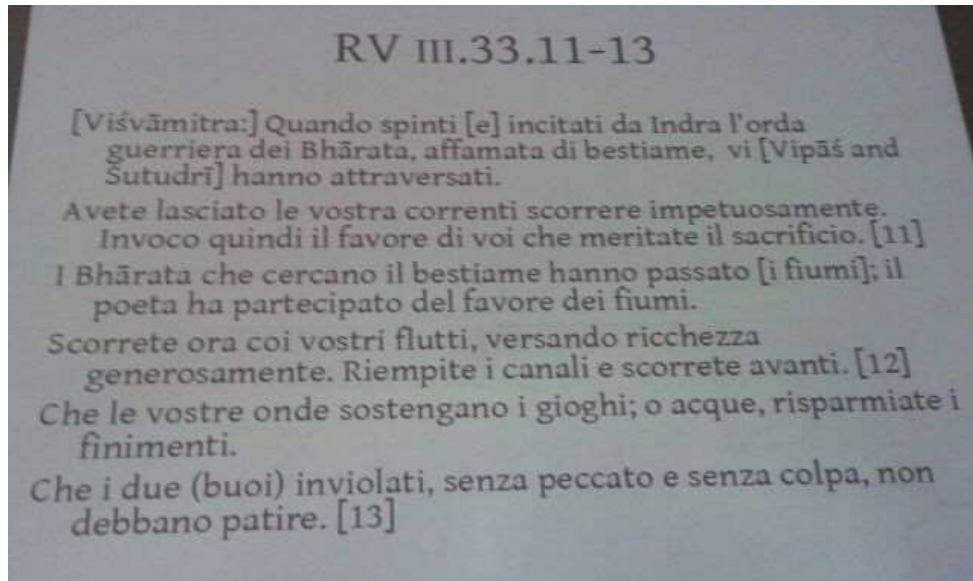 RV III.33.11-13
[Viśvāmitra:] Quando spinti [e] incitati da Indra l'orda
guerriera dei Bhārata, affamata di bestiame, vi [Vipāś and
Śutudrī] hanno attraversati.
Avete lasciato le vostra correnti scorrere impetuosamente.
Invoco quindi il favore di voi che meritate il sacrificio. [11]
I Bhārata che cercano il bestiame hanno passato [i fiumi]; il
poeta ha partecipato del favore dei fiumi.
Scorrete ora coi vostri flutti, versando ricchezza
generosamente. Riempite i canali e scorrete avanti. [12]
Che le vostre onde sostengano i gioghi; o acque, risparmiate i
finimenti.
Che i due (buoi) inviolati, senza peccato e senza colpa, non
debbano patire. [13]